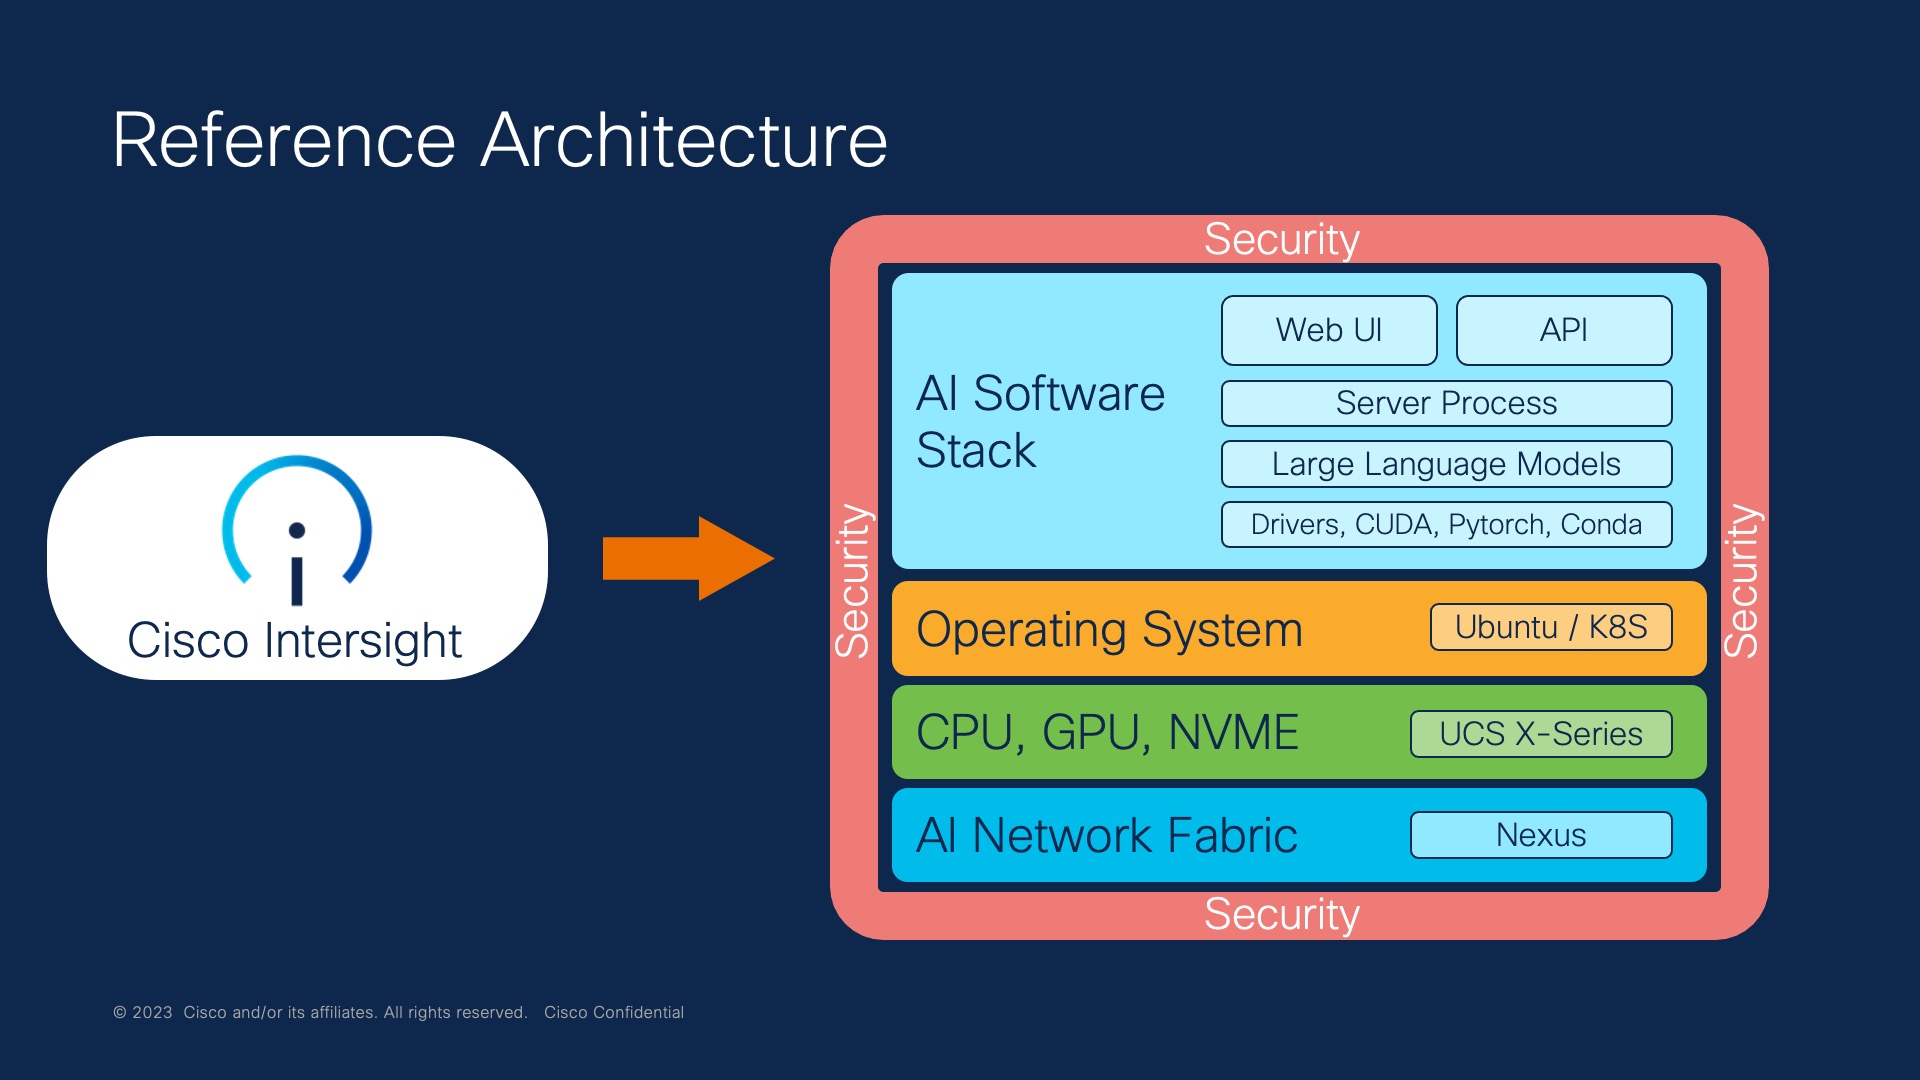 Reference Architecture
Security
Web UI
API
AI Software
Stack
Server Process
Large Language Models
Drivers, CUDA, Pytorch, Conda
Security
Security
Cisco Intersight
Operating System
Ubuntu / K8S
CPU, GPU, NVME
UCS X-Series
AI Network Fabric
Nexus
Security
© 2023 Cisco and/or its affiliates. All rights reserved. Cisco Confidential